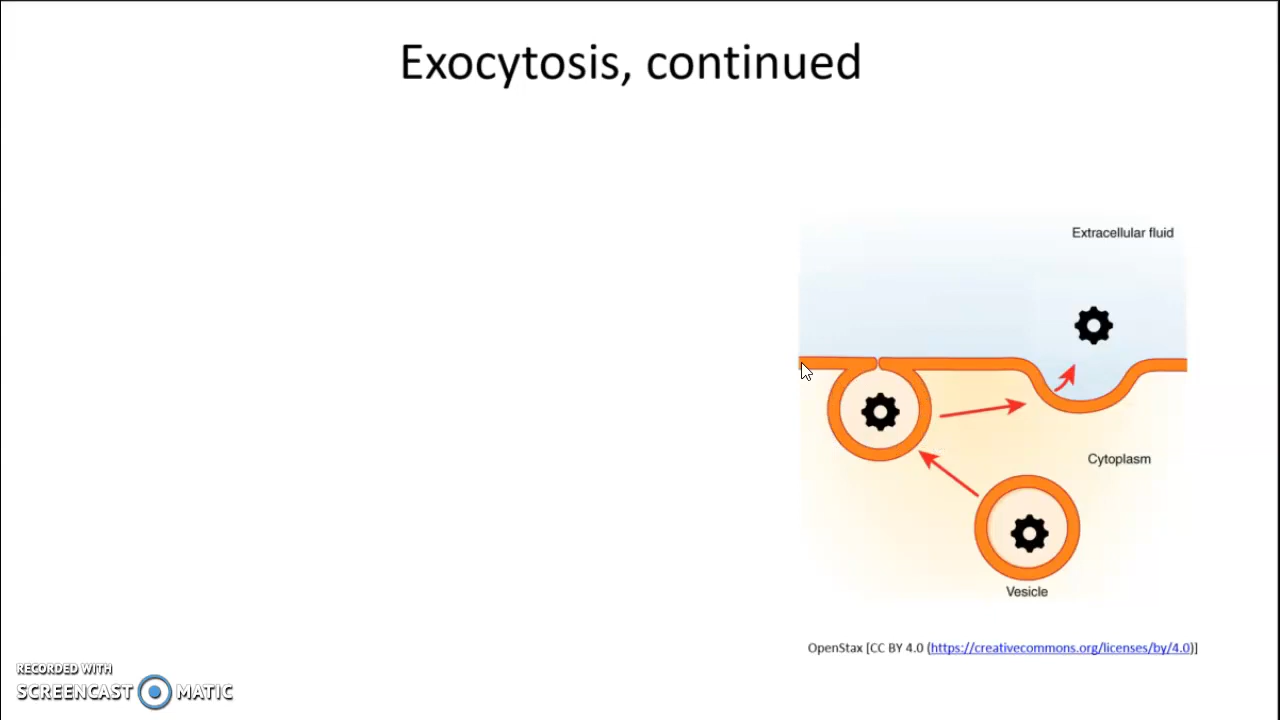 Exocytosis, continued
Extracellular fluid
Cytoplasm
Vesicle
OpenStax [CC BY 4.0 (https://creativecommons.org/licenses/by/4.0)]
RECORDED WITH
SCREENCAST MATIC